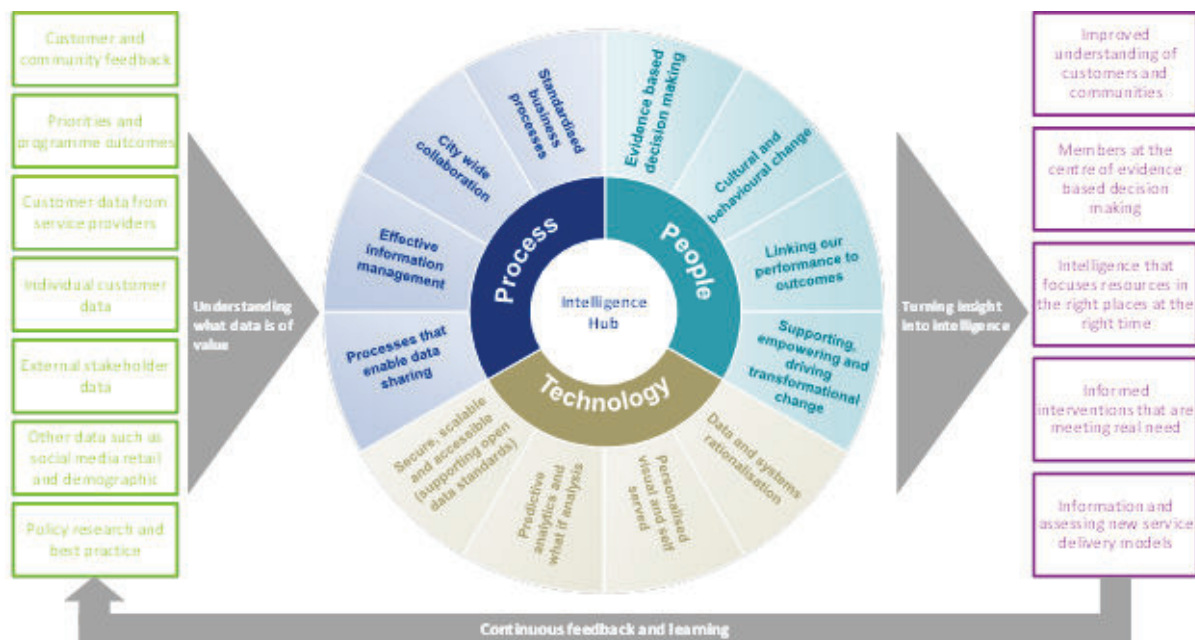 Customer and
community feedback
Priorities and
programme outcomes
Customer data from
service providers
Individual customer
data
External stakeholder
data
Other data such as
social media retail
and demographic
Policy research and
best practice
Understanding
what data is of
value
Process
Standardised
business
processes
City wide
collaboration
Effective
information
management
Processes that
enable data
sharing
People
Evidence based
decision making
Cultural and
behavioural change
Linking our
performance to
outcomes
Supporting,
empowering and
driving
transformational
change
Intelligence
Hub
Technology
Secure, scalable
and accessible
(supporting open
data standards)
Predictive
analytics and
what if analysis
Personalised
visual and self
served
Data and systems
rationalisation
Turning insight
into intelligence
Improved
understanding of
customers and
communities
Members at the
centre of evidence
based decision
making
Intelligence that
focuses resources in
the right places at the
right time
Informed
interventions that are
meeting real need
Information and
assessing new service
delivery models
Continuous feedback and learning